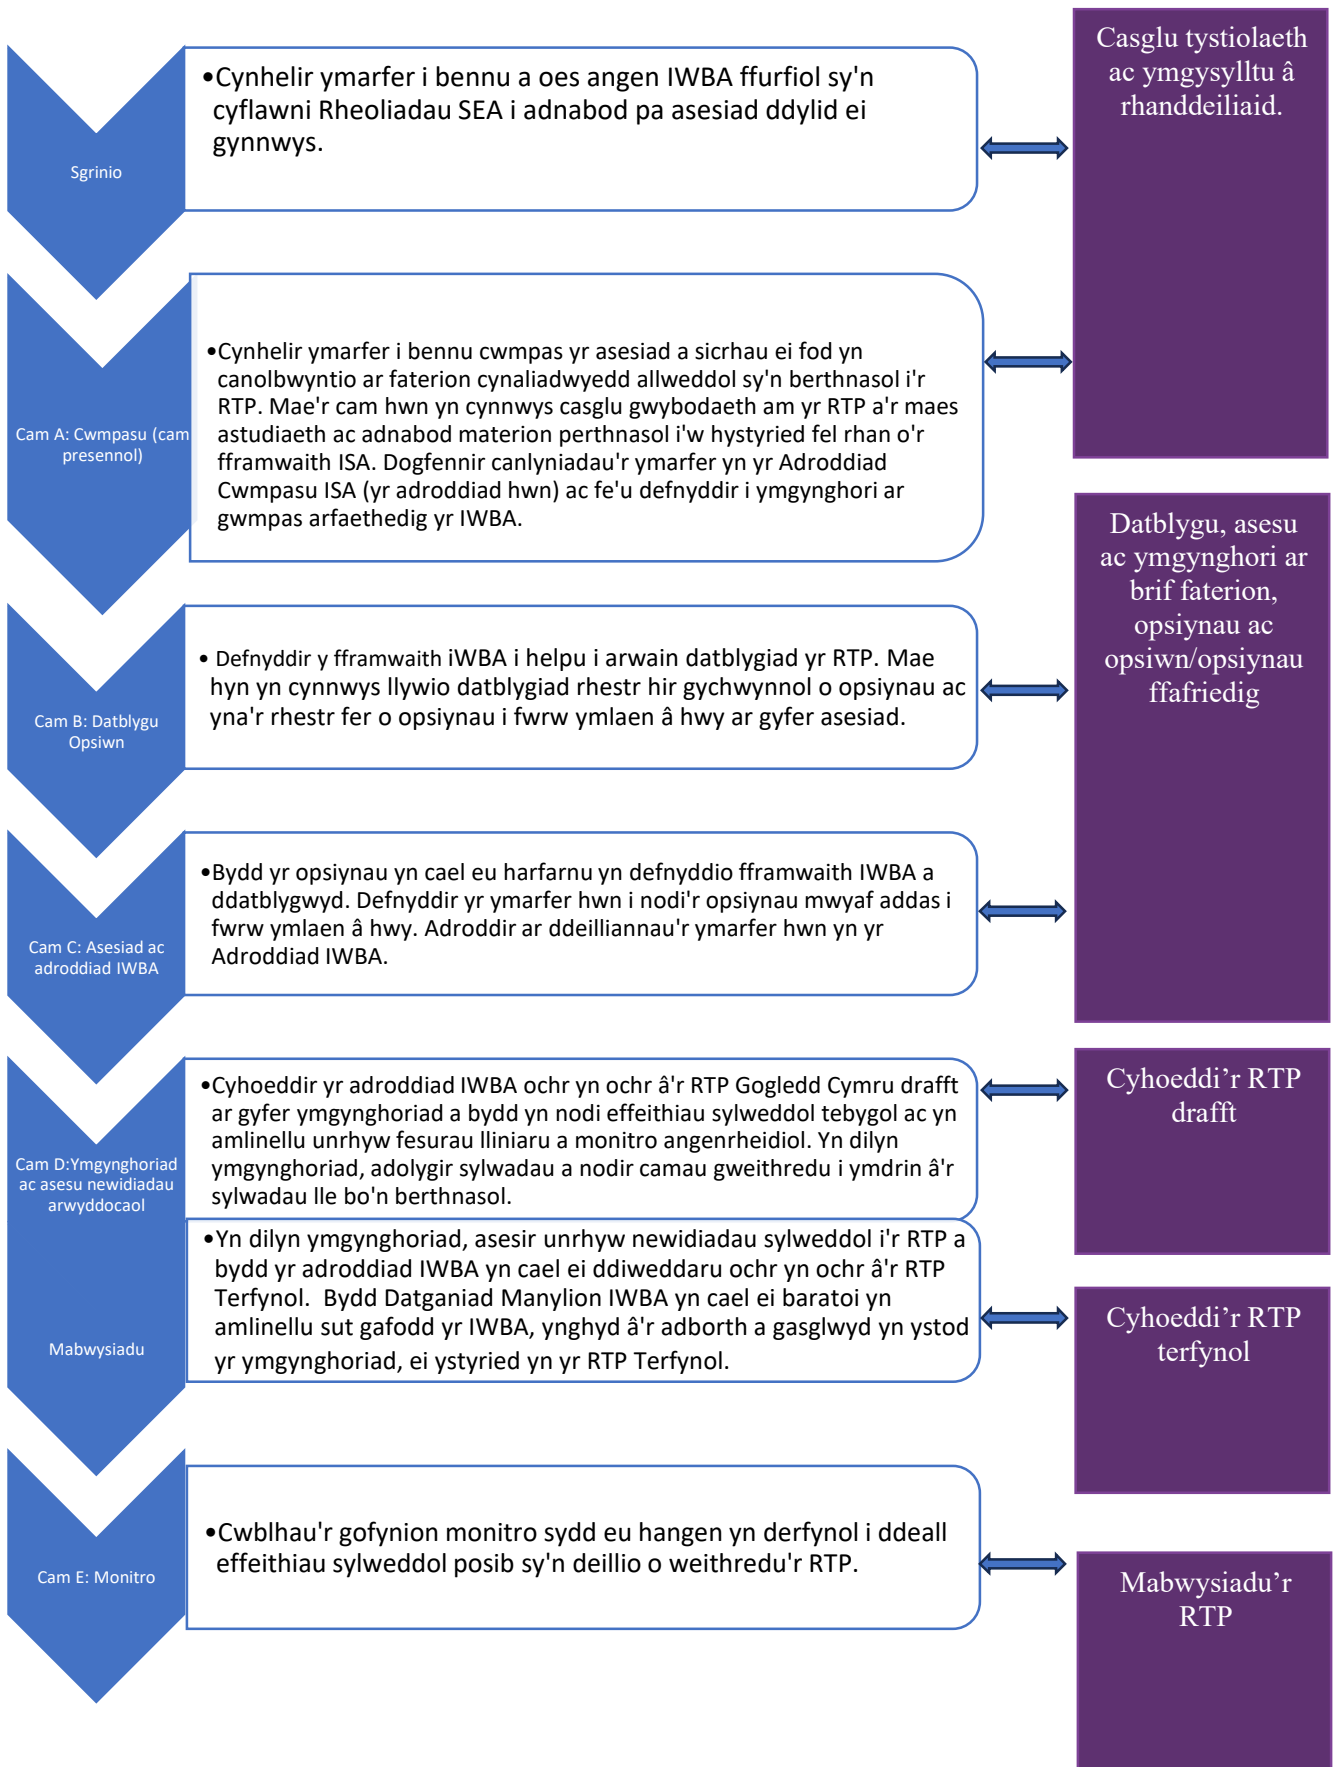 Sgrinio
•Cynhelir ymarfer i bennu a oes angen IWBA ffurfiol sy'n
cyflawni Rheoliadau SEA i adnabod pa asesiad ddylid ei
gynnwys.
Casglu tystiolaeth
ac ymgysylltu â
rhanddeiliaid.
Cam A: Cwmpasu (cam
presennol)
•Cynhelir ymarfer i bennu cwmpas yr asesiad a sicrhau ei fod yn
canolbwyntio ar faterion cynaliadwyedd allweddol sy'n berthnasol i'r
RTP. Mae'r cam hwn yn cynnwys casglu gwybodaeth am yr RTP a'r maes
astudiaeth ac adnabod materion perthnasol i'w hystyried fel rhan o'r
fframwaith ISA. Dogfennir canlyniadau'r ymarfer yn yr Adroddiad
Cwmpasu ISA (yr adroddiad hwn) ac fe'u defnyddir i ymgynghori ar
gwmpas arfaethedig yr IWBA.
Cam B: Datblygu
Opsiwn
• Defnyddir y fframwaith iWBA i helpu i arwain datblygiad yr RTP. Mae
hyn yn cynnwys llywio datblygiad rhestr hir gychwynnol o opsiynau ac
yna'r rhestr fer o opsiynau i fwrw ymlaen â hwy ar gyfer asesiad.
Datblygu, asesu
ac ymgynghori ar
brif faterion,
opsiynau ac
opsiwn/opsiynau
ffafriedig
Cam C: Asesiad ac
adroddiad IWBA
•Bydd yr opsiynau yn cael eu harfarnu yn defnyddio fframwaith IWBA a
ddatblygwyd. Defnyddir yr ymarfer hwn i nodi'r opsiynau mwyaf addas i
fwrw ymlaen â hwy. Adroddir ar ddeilliannau'r ymarfer hwn yn yr
Adroddiad IWBA.
Cam D:Ymgynghoriad
ac asesu newidiadau
arwyddocaol
•Cyhoeddir yr adroddiad IWBA ochr yn ochr â'r RTP Gogledd Cymru drafft
ar gyfer ymgynghoriad a bydd yn nodi effeithiau sylweddol tebygol ac yn
amlinellu unrhyw fesurau lliniaru a monitro angenrheidiol. Yn dilyn
ymgynghoriad, adolygir sylwadau a nodir camau gweithredu i ymdrin â'r
sylwadau lle bo'n berthnasol.
Cyhoeddi’r RTP
drafft
Mabwysiadu
•Yn dilyn ymgynghoriad, asesir unrhyw newidiadau sylweddol i'r RTP a
bydd yr adroddiad IWBA yn cael ei ddiweddaru ochr yn ochr â'r RTP
Terfynol. Bydd Datganiad Manylion IWBA yn cael ei baratoi yn
amlinellu sut gafodd yr IWBA, ynghyd â'r adborth a gasglwyd yn ystod
yr ymgynghoriad, ei ystyried yn yr RTP Terfynol.
Cyhoeddi’r RTP
terfynol
Cam E: Monitro
•Cwblhau'r gofynion monitro sydd eu hangen yn derfynol i ddeall
effeithiau sylweddol posib sy'n deillio o weithredu'r RTP.
Mabwysiadu’r
RTP